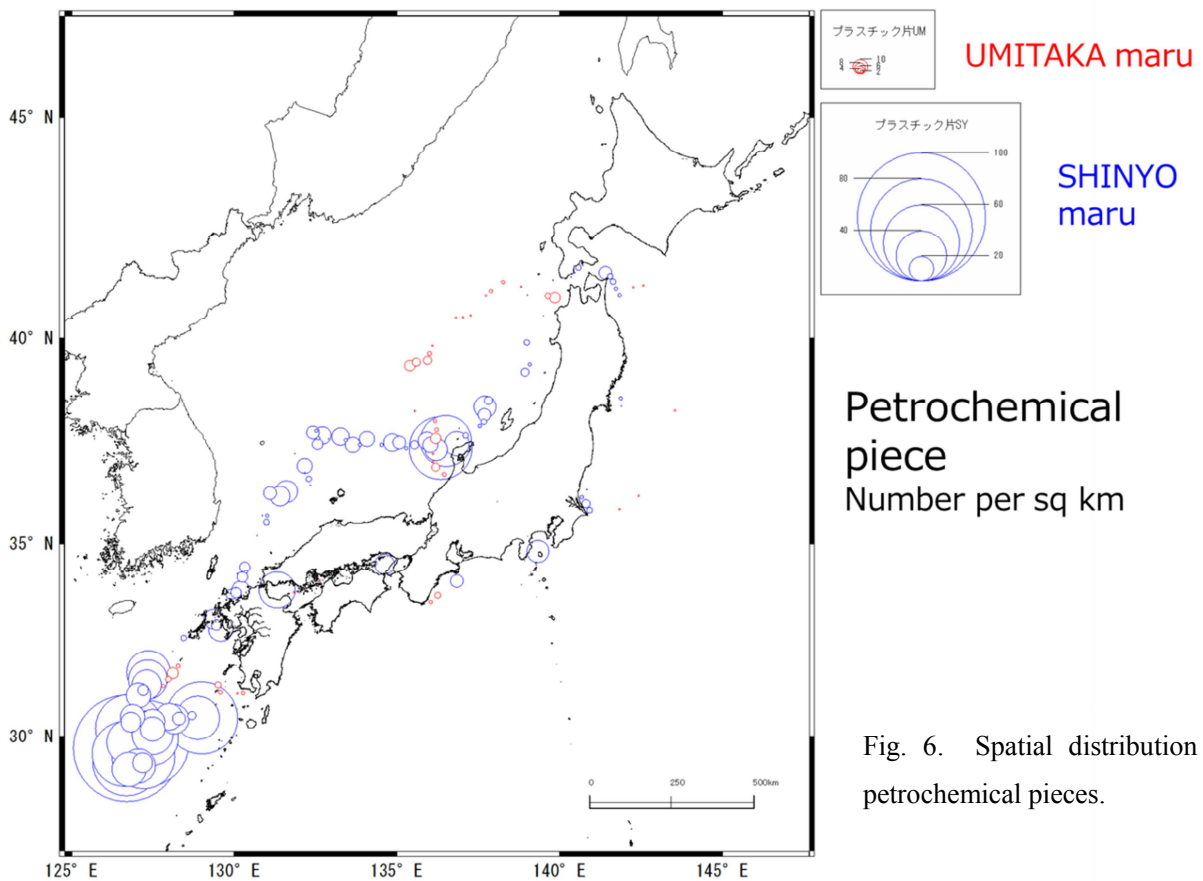 プラスチック片UM
8
4
10
6
2
UMITAKA maru
プラスチック片SY
100
80
60
40
20
SHINYO
maru
45° N
40° N
35° N
30° N
Petrochemical
piece
Number per sq km
0 250 500km
125° E 130° E 135° E 140° E 145° E
Fig. 6. Spatial distribution
petrochemical pieces.